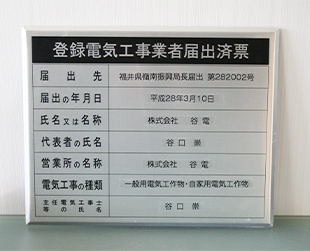 登録電気工事業者届出済票
届出先 福井県嶺南振興局長届出 第282002号
届出の年月日 平成28年3月10日
氏名又は名称 株式会社 谷電
代表者の氏名 谷口 崇
営業所の名称 株式会社 谷電
電気工事の種類 一般用電気工作物・自家用電気工作物
主任電気工事士
等の氏名 谷口 崇